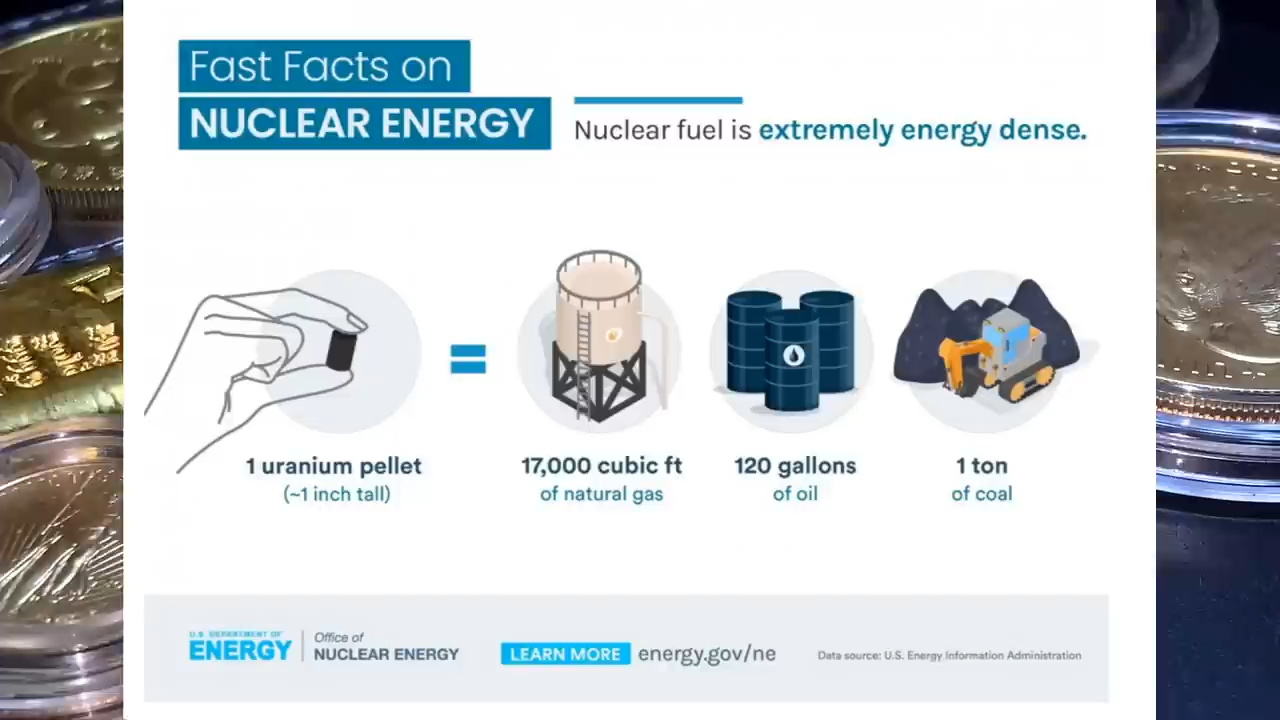 Fast Facts on
NUCLEAR ENERGY
Nuclear fuel is extremely energy dense.
1 uranium pellet
(~1 inch tall)
17,000 cubic ft
of natural gas
120 gallons
of oil
1 ton
of coal
U.S. DEPARTMENT OF
ENERGY
Office of
NUCLEAR ENERGY
LEARN MORE energy.gov/ne
Data source: U.S. Energy Information Administration